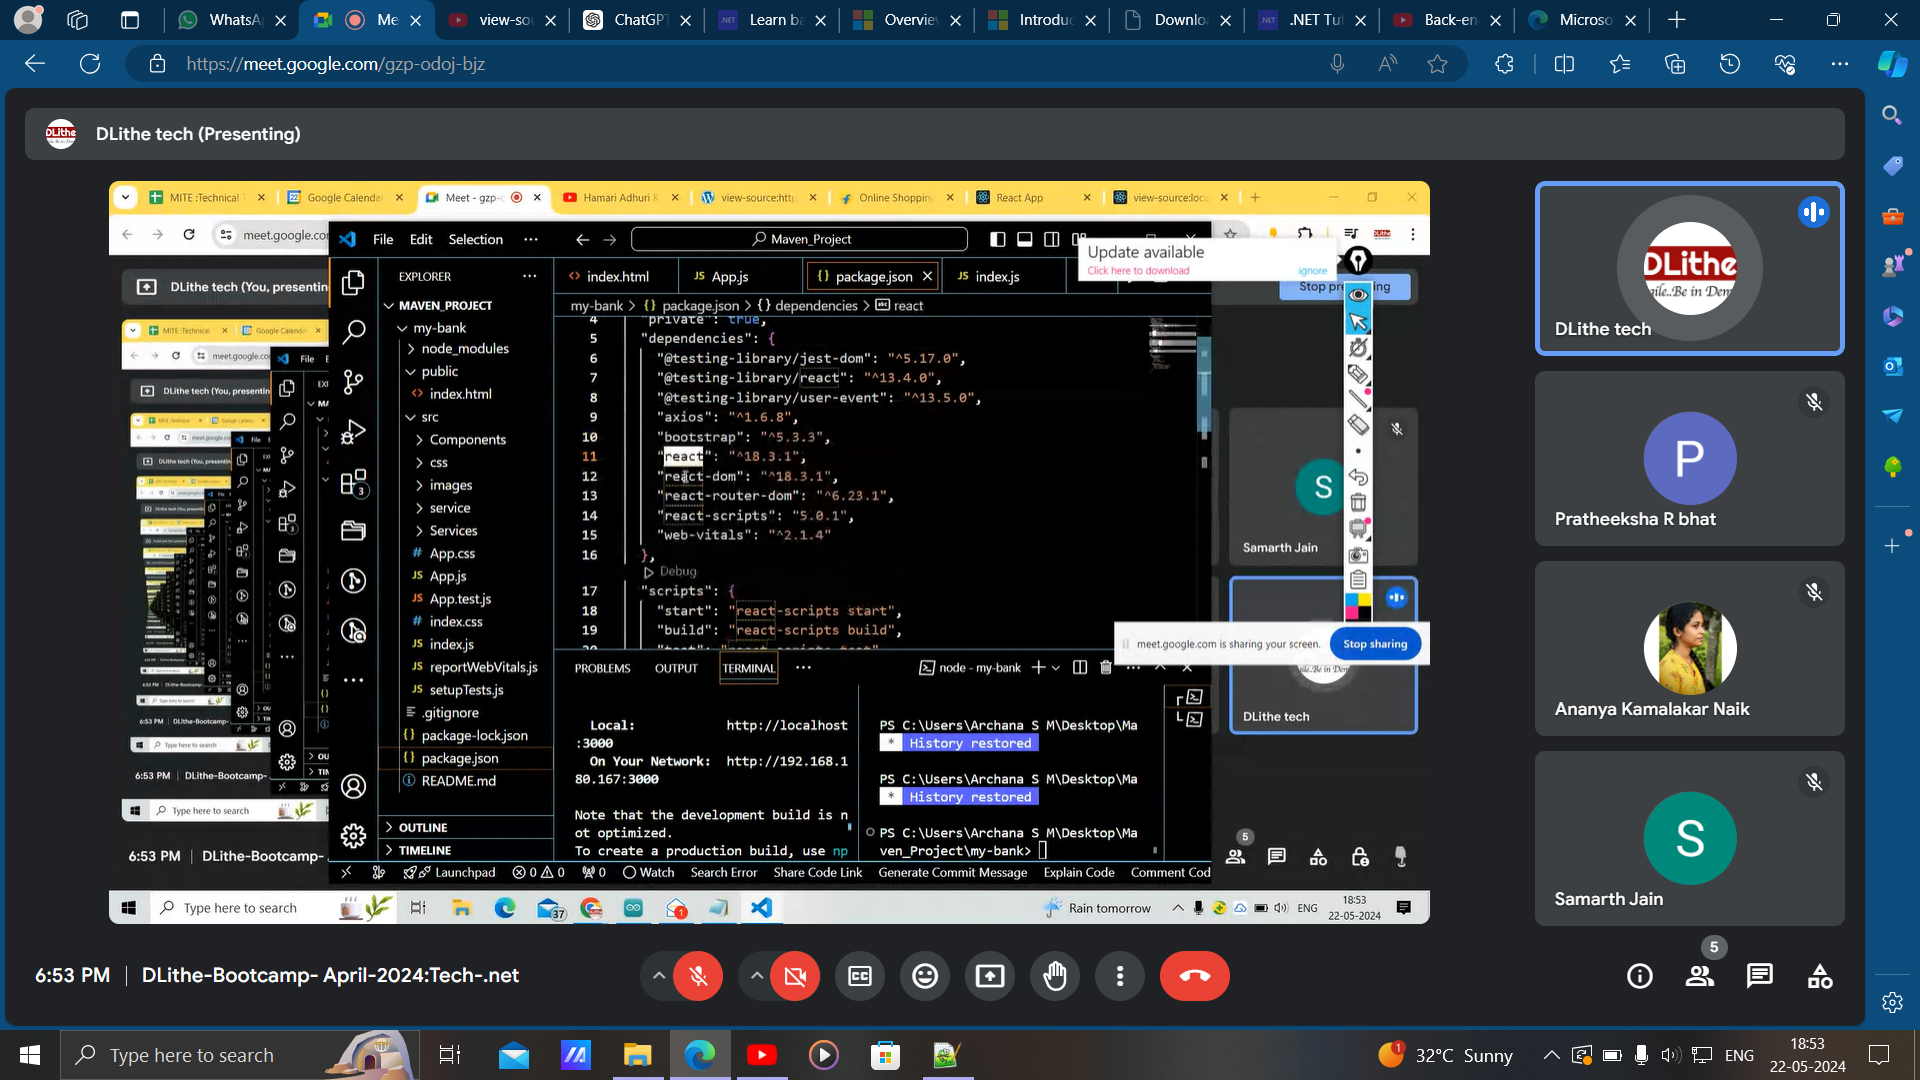 WhatsA
Me
view-so
ChatGP
Learn ba
Overvie
Introduc
Downlo
.NET Tu
Back-en
Microso
https://meet.google.com/gzp-odoj-bjz
DLithe tech (Presenting)
MITE :Technical
Google Calenda
Meet - gzp-
Hamari Adhuri K
view-source:http
Online Shopping
React App
view-source:loca
meet.google.co
File Edit Selection
Maven_Project
Update available
Click here to download
ignore
Stop pre
ng
DLithe tech (You, presentin
EXPLORER
index.html
JS App.js
{} package.json
JS index.js
MAVEN_PROJECT
my-bank > {} package.json > {} dependencies > react
my-bank
node_modules
public
index.html
src
Components
css
images
service
Services
# App.css
JS App.js
JS App.test.js
# index.css
JS index.js
JS reportWebVitals.js
JS setupTests.js
.gitignore
{} package-lock.json
{} package.json
README.md
OUTLINE
TIMELINE
4 "private": true,
5 "dependencies": {
6 "@testing-library/jest-dom": "^5.17.0",
7 "@testing-library/react": "^13.4.0",
8 "@testing-library/user-event": "^13.5.0",
9 "axios": "^1.6.8",
10 "bootstrap": "^5.3.3",
11 "react": "^18.3.1",
12 "react-dom": "^18.3.1",
13 "react-router-dom": "^6.23.1",
14 "react-scripts": "5.0.1",
15 "web-vitals": "^2.1.4"
16 },
Debug
17 "scripts": {
18 "start": "react-scripts start",
19 "build": "react-scripts build",
PROBLEMS OUTPUT TERMINAL
node - my-bank
Local: http://localhost
:3000
On Your Network: http://192.168.1
80.167:3000
Note that the development build is n
ot optimized.
To create a production build, use np
PS C:\Users\Archana S M\Desktop\Ma
* History restored
PS C:\Users\Archana S M\Desktop\Ma
* History restored
PS C:\Users\Archana S M\Desktop\Ma
ven_Project\my-bank>
Launchpad 0 0 0 Watch Search Error Share Code Link Generate Commit Message Explain Code Comment Cod
meet.google.com is sharing your screen.
Stop sharing
S
Samarth Jain
DLithe tech
5
6:53 PM | DLithe-Bootcamp-
Type here to search
37
1
Rain tomorrow
ENG
18:53
22-05-2024
DLithe
DLithe tech
P
Pratheeksha R bhat
Ananya Kamalakar Naik
S
Samarth Jain
6:53 PM | DLithe-Bootcamp- April-2024:Tech-.net
5
Type here to search
1
32°C Sunny
ENG
18:53
22-05-2024